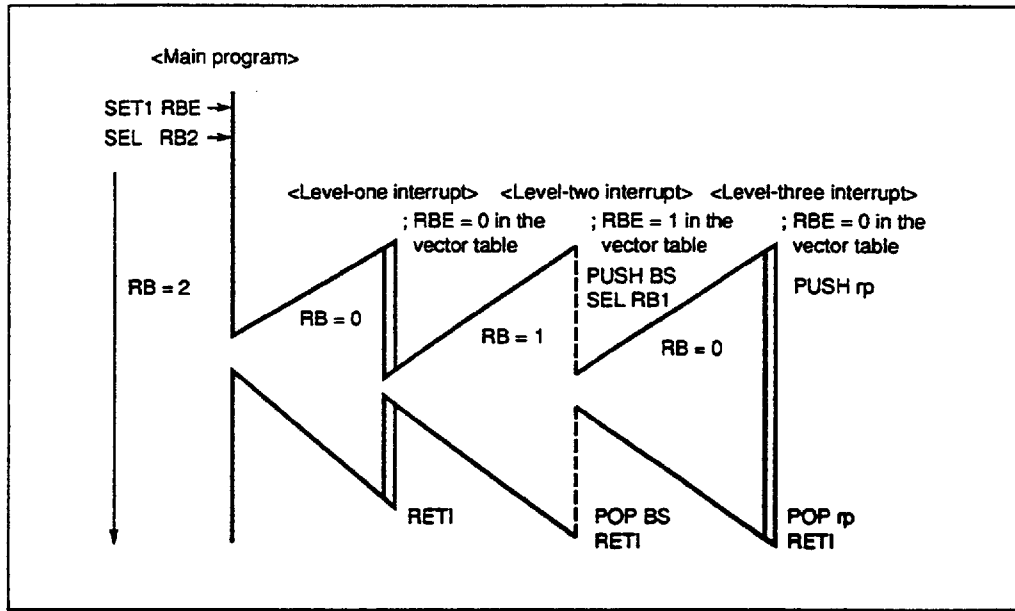 <Main program>
SET1 RBE
SEL RB2
<Level-one interrupt> <Level-two interrupt> <Level-three interrupt>
; RBE = 0 in the
vector table
; RBE = 1 in the
vector table
; RBE = 0 in the
vector table
PUSH BS
SEL RB1
PUSH rp
RB = 2
RB = 0
RB = 1
RB = 0
RETI
POP BS
RETI
POP rp
RETI